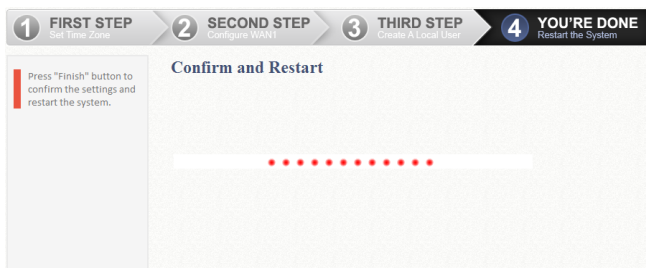 1 FIRST STEP
Set Time Zone
2 SECOND STEP
Configure WAN1
3 THIRD STEP
Create A Local User
4 YOU'RE DONE
Restart the System
Press "Finish" button to
confirm the settings and
restart the system.
Confirm and Restart